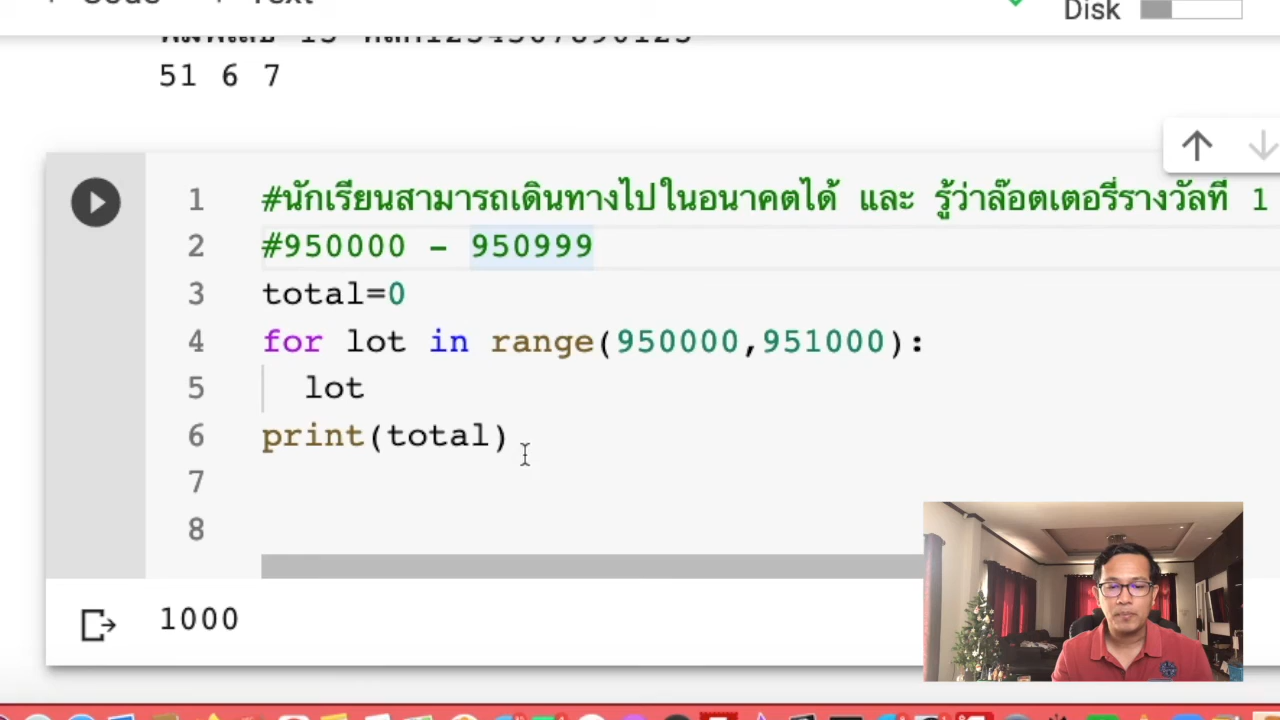 Disk
51 6 7
1 #นักเรียนสามารถเดินทางไปในอนาคตได้ และ รู้ว่าล๊อตเตอรี่รางวัลที่ 1
2 #950000 - 950999
3 total=0
4 for lot in range(950000,951000):
5 lot
6 print(total)
7
8
1000